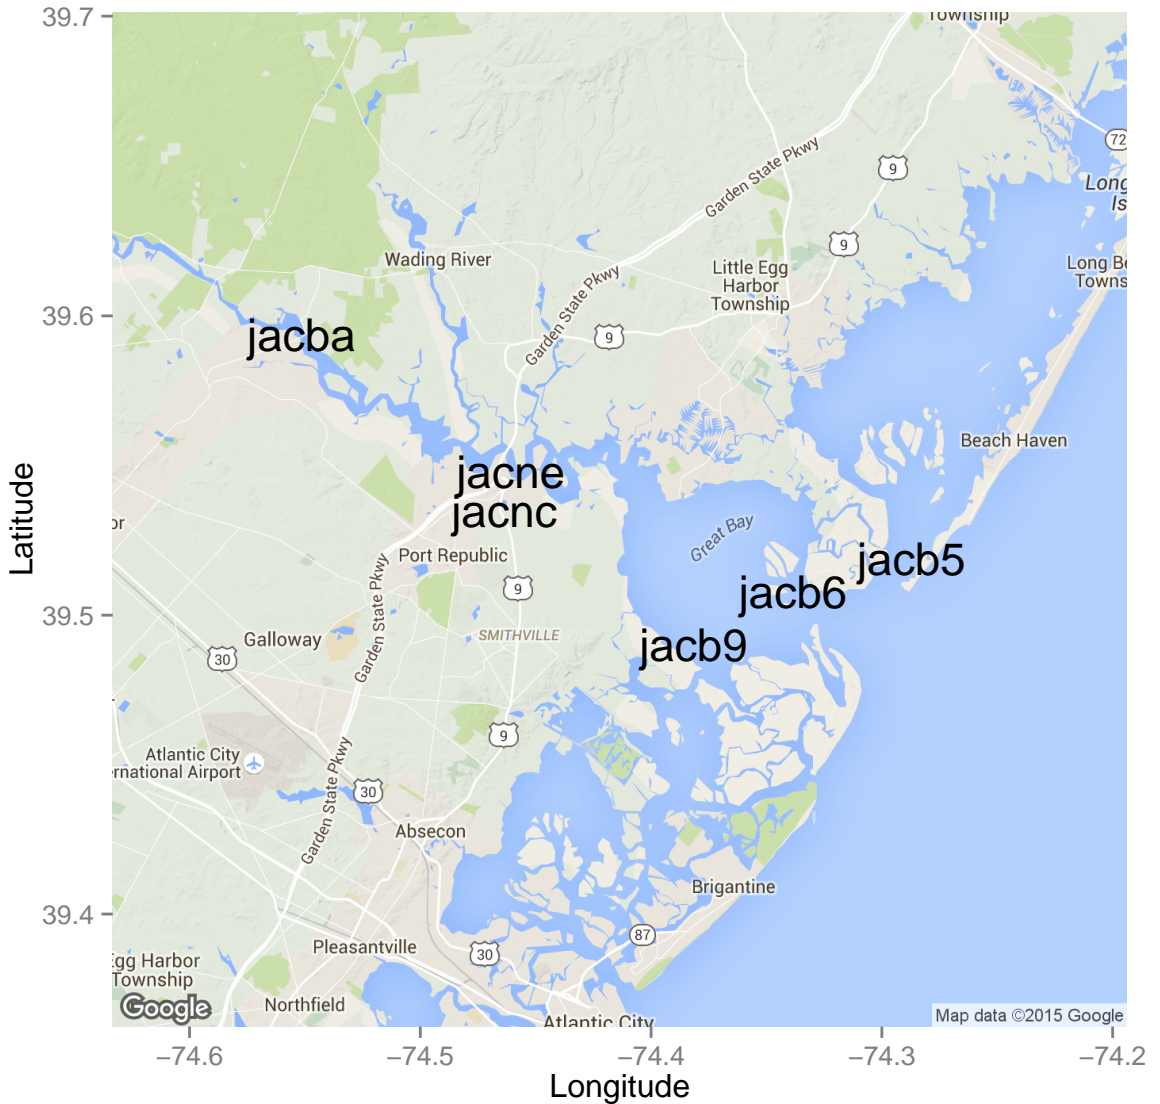 39.7
Township
72
Garden State Pkwy
9
Long
Is
Wading River
9
Little Egg
Harbor
Township
Long Be
Towns
Garden State Pkwy
39.6
jacba
9
Beach Haven
Latitude
jacne
jacnc
or
Great Bay
Port Republic
jacb5
9
jacb6
39.5
SMITHVILLE
Galloway
jacb9
30
Garden State Pkwy
9
Atlantic City
ernational Airport
30
Garden State Pkwy
Absecon
Brigantine
39.4
87
Pleasantville
30
Egg Harbor
Township
Northfield
Google
Atlantic City
Map data ©2015 Google
−74.6
−74.5
−74.4
−74.3
−74.2
Longitude